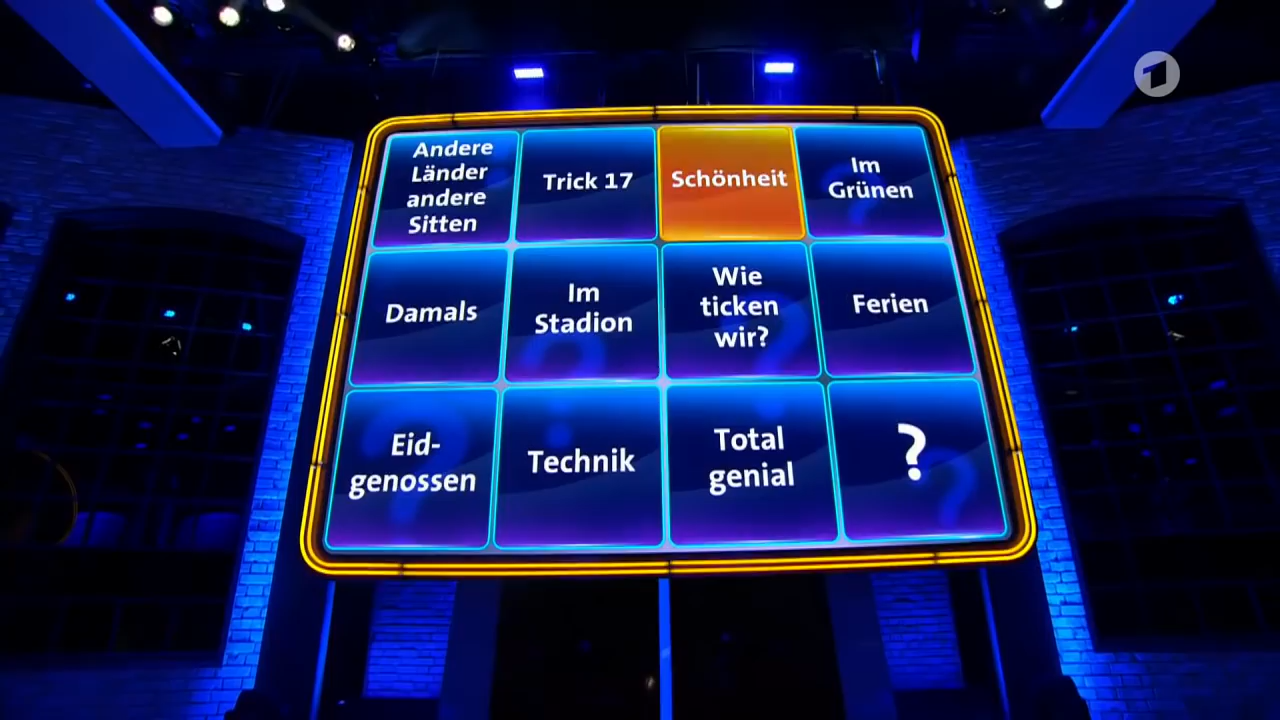 Andere
Länder
andere
Sitten
Trick 17
Schönheit
Im
Grünen
Damals
Im
Stadion
Wie
ticken
wir?
Ferien
Eid-
genossen
Technik
Total
genial
?
1